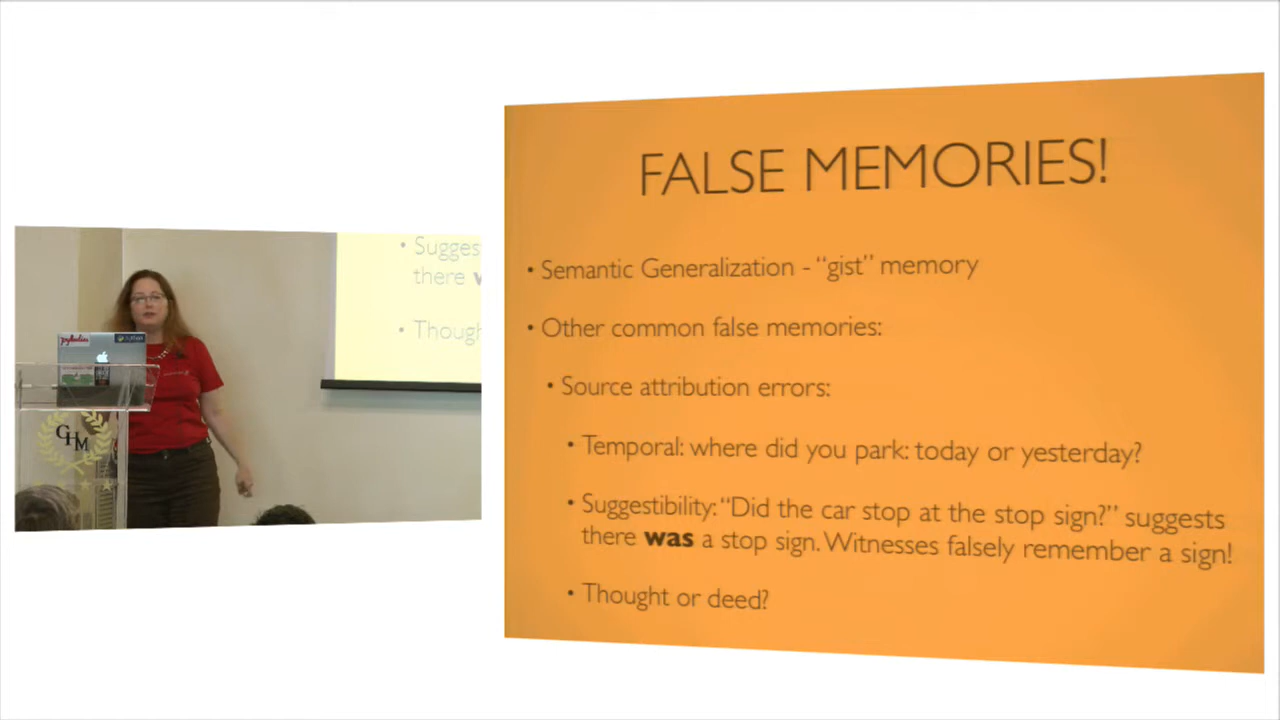 FALSE MEMORIES!
• Semantic Generalization - “gist” memory
• Other common false memories:
• Source attribution errors:
• Temporal: where did you park: today or yesterday?
• Suggestibility: “Did the car stop at the stop sign?” suggests
there was a stop sign. Witnesses falsely remember a sign!
• Thought or deed?
• Sugges
there w
• Though
GHM